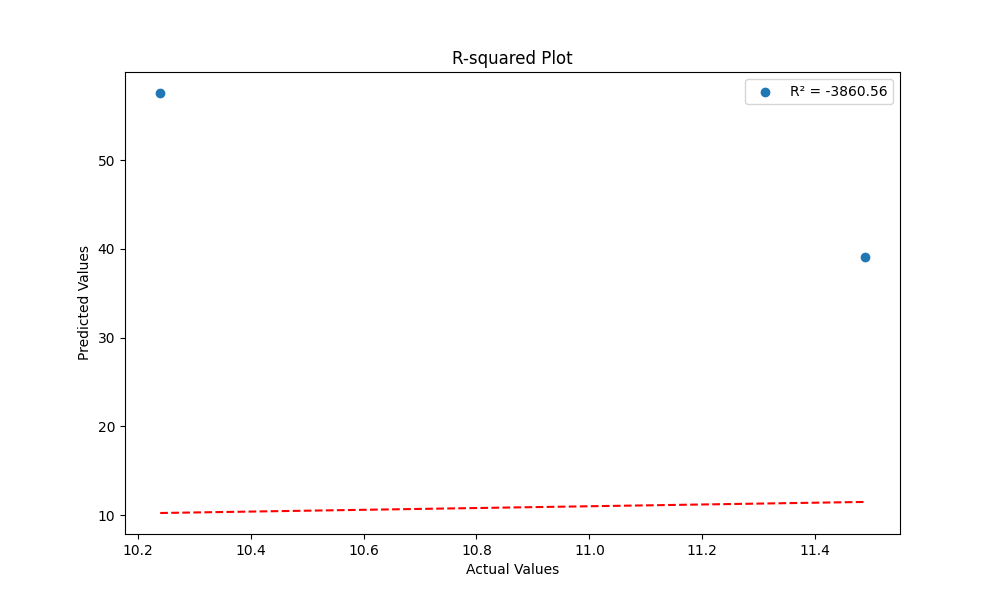 R-squared Plot
R² = -3860.56
Predicted Values
50
40
30
20
10
10.2 10.4 10.6 10.8 11.0 11.2 11.4
Actual Values